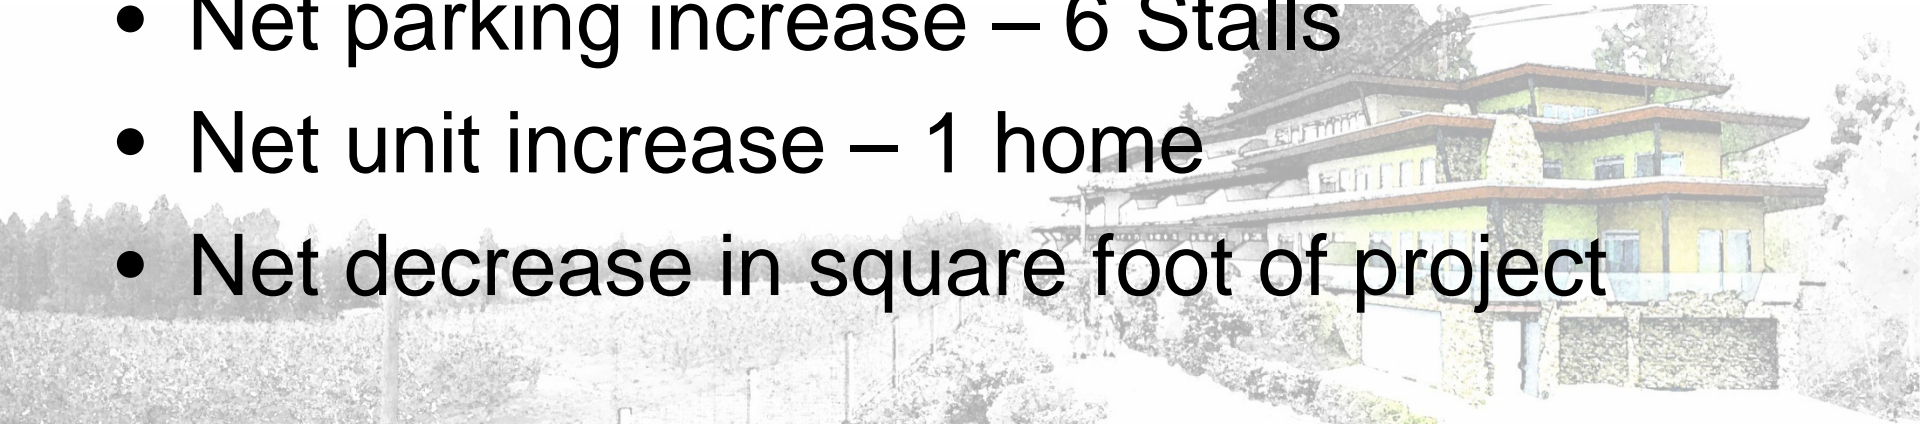 • Net parking increase – 6 Stalls
• Net unit increase – 1 home
• Net decrease in square foot of project